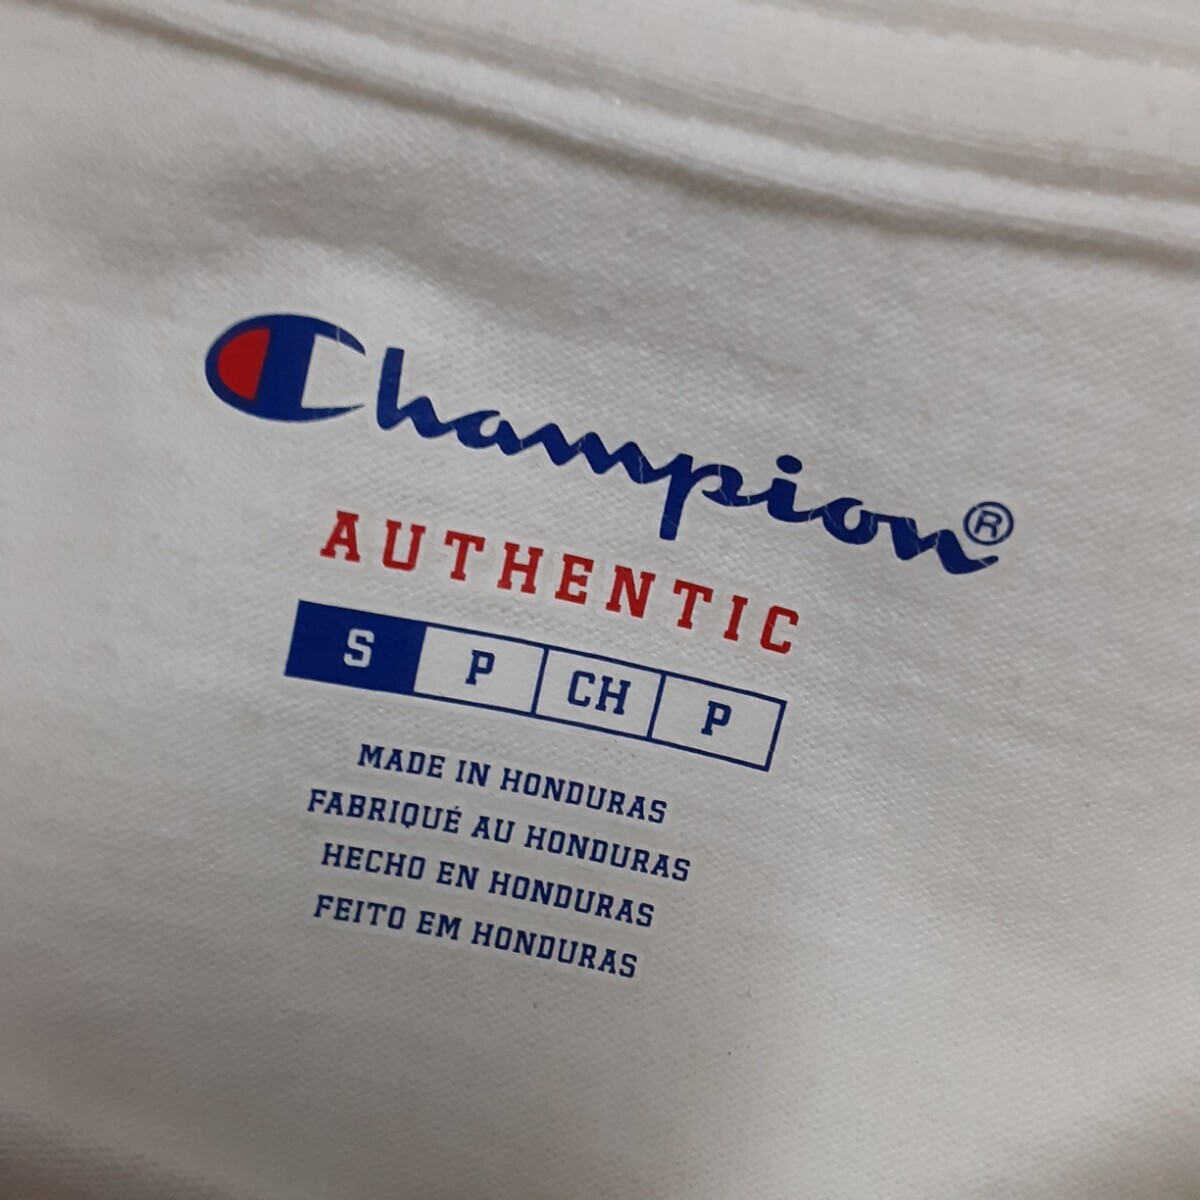 Champion®
AUTHENTIC
S P CH P
MADE IN HONDURAS
FABRIQUÉ AU HONDURAS
HECHO EN HONDURAS
FEITO EM HONDURAS